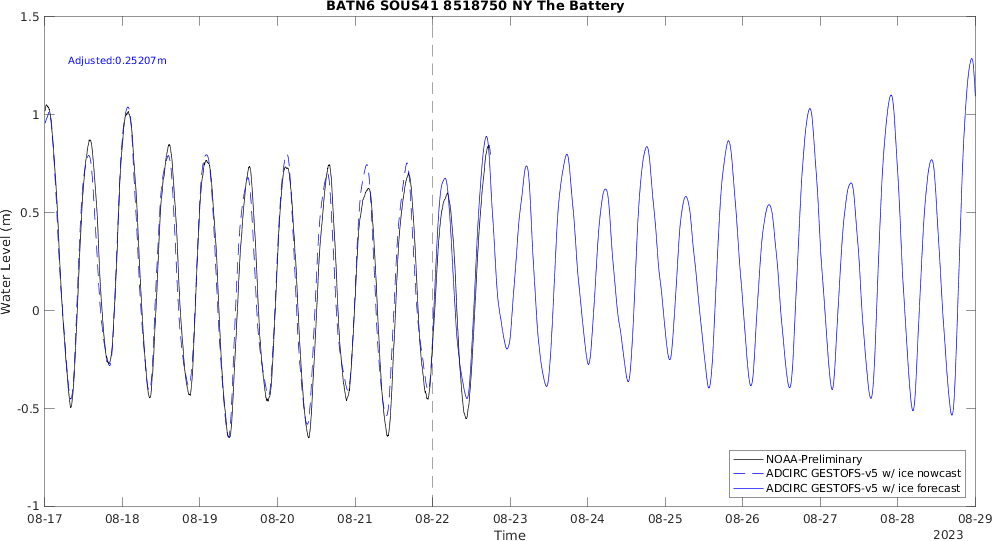 BATN6 SOUS41 8518750 NY The Battery
1.5
Adjusted:0.25207m
1
0.5
Water Level (m)
0
-0.5
NOAA-Preliminary
ADCIRC GESTOFS-v5 w/ ice nowcast
ADCIRC GESTOFS-v5 w/ ice forecast
-1
08-17 08-18 08-19 08-20 08-21 08-22 08-23 08-24 08-25 08-26 08-27 08-28 08-29
Time 2023